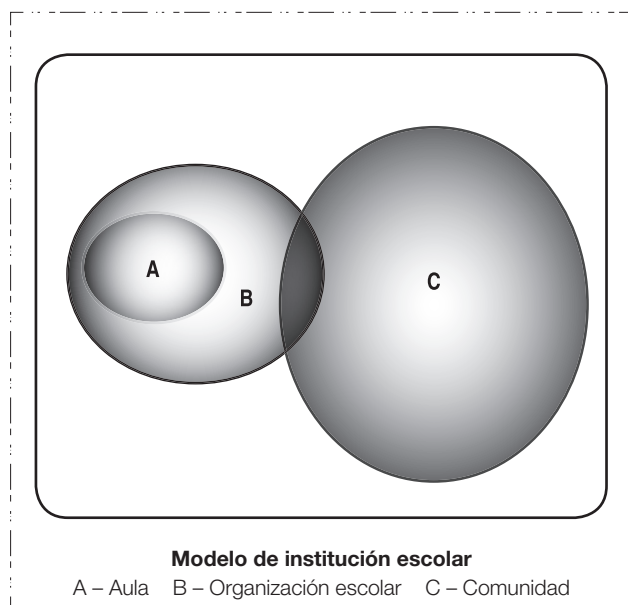 A
B
C
Modelo de institución escolar
A – Aula B – Organización escolar C – Comunidad